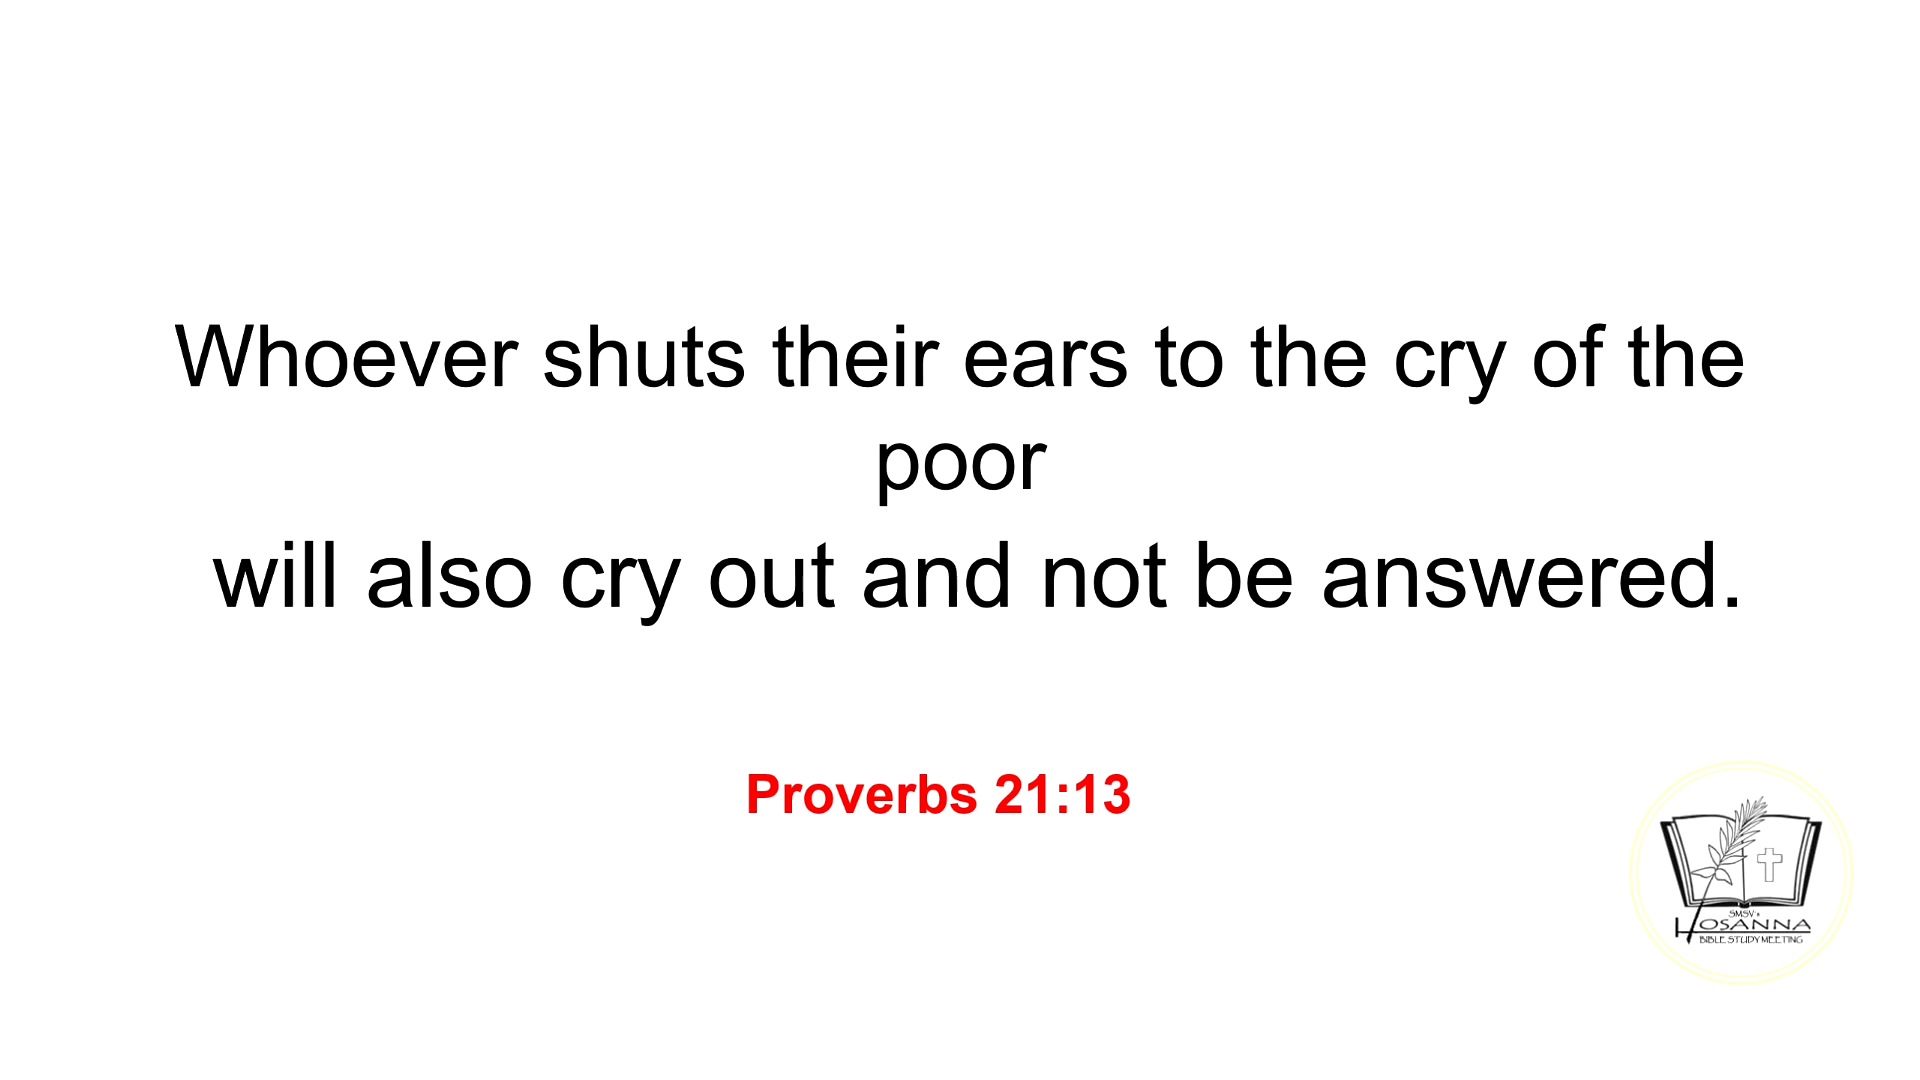 Whoever shuts their ears to the cry of the
poor
will also cry out and not be answered.
Proverbs 21:13
SMSV's
HOSANNA
BIBLE STUDY MEETING